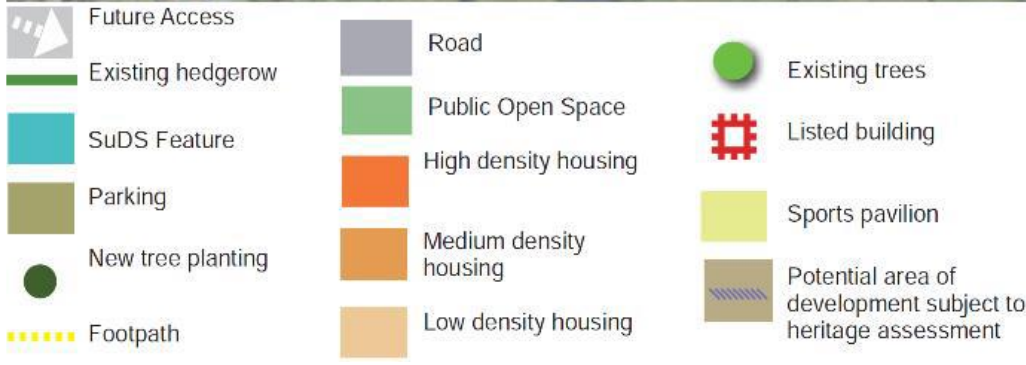 Future Access
Existing hedgerow
SuDS Feature
Parking
New tree planting
Footpath
Road
Public Open Space
High density housing
Medium density
housing
Low density housing
Existing trees
Listed building
Sports pavilion
Potential area of
development subject to
heritage assessment